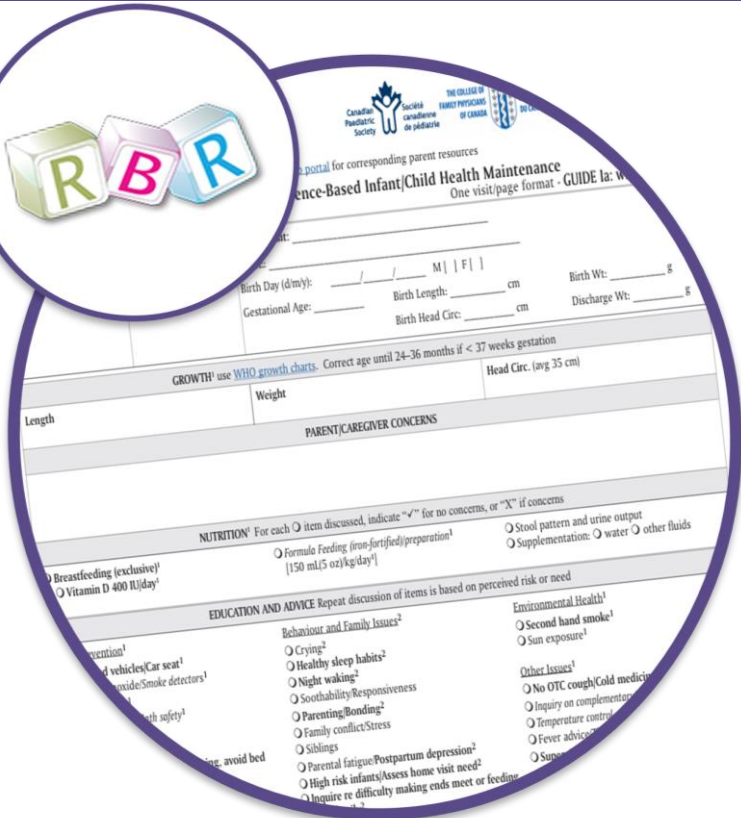 R B R
Canadian Paediatric Society
Société canadienne de pédiatrie
THE COLLEGE OF FAMILY PHYSICIANS OF CANADA
portal for corresponding parent resources
Infant/Child Health Maintenance
One visit/page format - GUIDE Ia:
Birth Day (d/m/y): ____/____/____ M[ ] F[ ]
Gestational Age: ________ Birth Length: ________ cm Birth Wt: ________ g
Birth Head Circ: ________ cm Discharge Wt: ________ g
GROWTH¹ use WHO growth charts. Correct age until 24–36 months if < 37 weeks gestation
Length Weight Head Circ. (avg 35 cm)
PARENT/CAREGIVER CONCERNS
NUTRITION¹ For each ❍ item discussed, indicate “✓” for no concerns, or “X” if concerns
❍ Breastfeeding (exclusive)¹
❍ Vitamin D 400 IU/day¹
❍ Formula Feeding (iron-fortified)/preparation¹
[150 mL(5 oz)/kg/day¹]
❍ Stool pattern and urine output
❍ Supplementation: ❍ water ❍ other fluids
EDUCATION AND ADVICE Repeat discussion of items is based on perceived risk or need
vehicles/Car seat¹
/Smoke detectors¹
safety¹
avoid bed
Behaviour and Family Issues²
❍ Crying²
❍ Healthy sleep habits²
❍ Night waking²
❍ Soothability/Responsiveness
❍ Parenting/Bonding²
❍ Family conflict/Stress
❍ Siblings
❍ Parental fatigue/Postpartum depression²
❍ High risk infants/Assess home visit need²
❍ Inquire re difficulty making ends meet or feeding
Environmental Health¹
❍ Second hand smoke¹
❍ Sun exposure¹
Other Issues¹
❍ No OTC cough/Cold
❍ Inquiry on
❍ Temperature control
❍ Fever